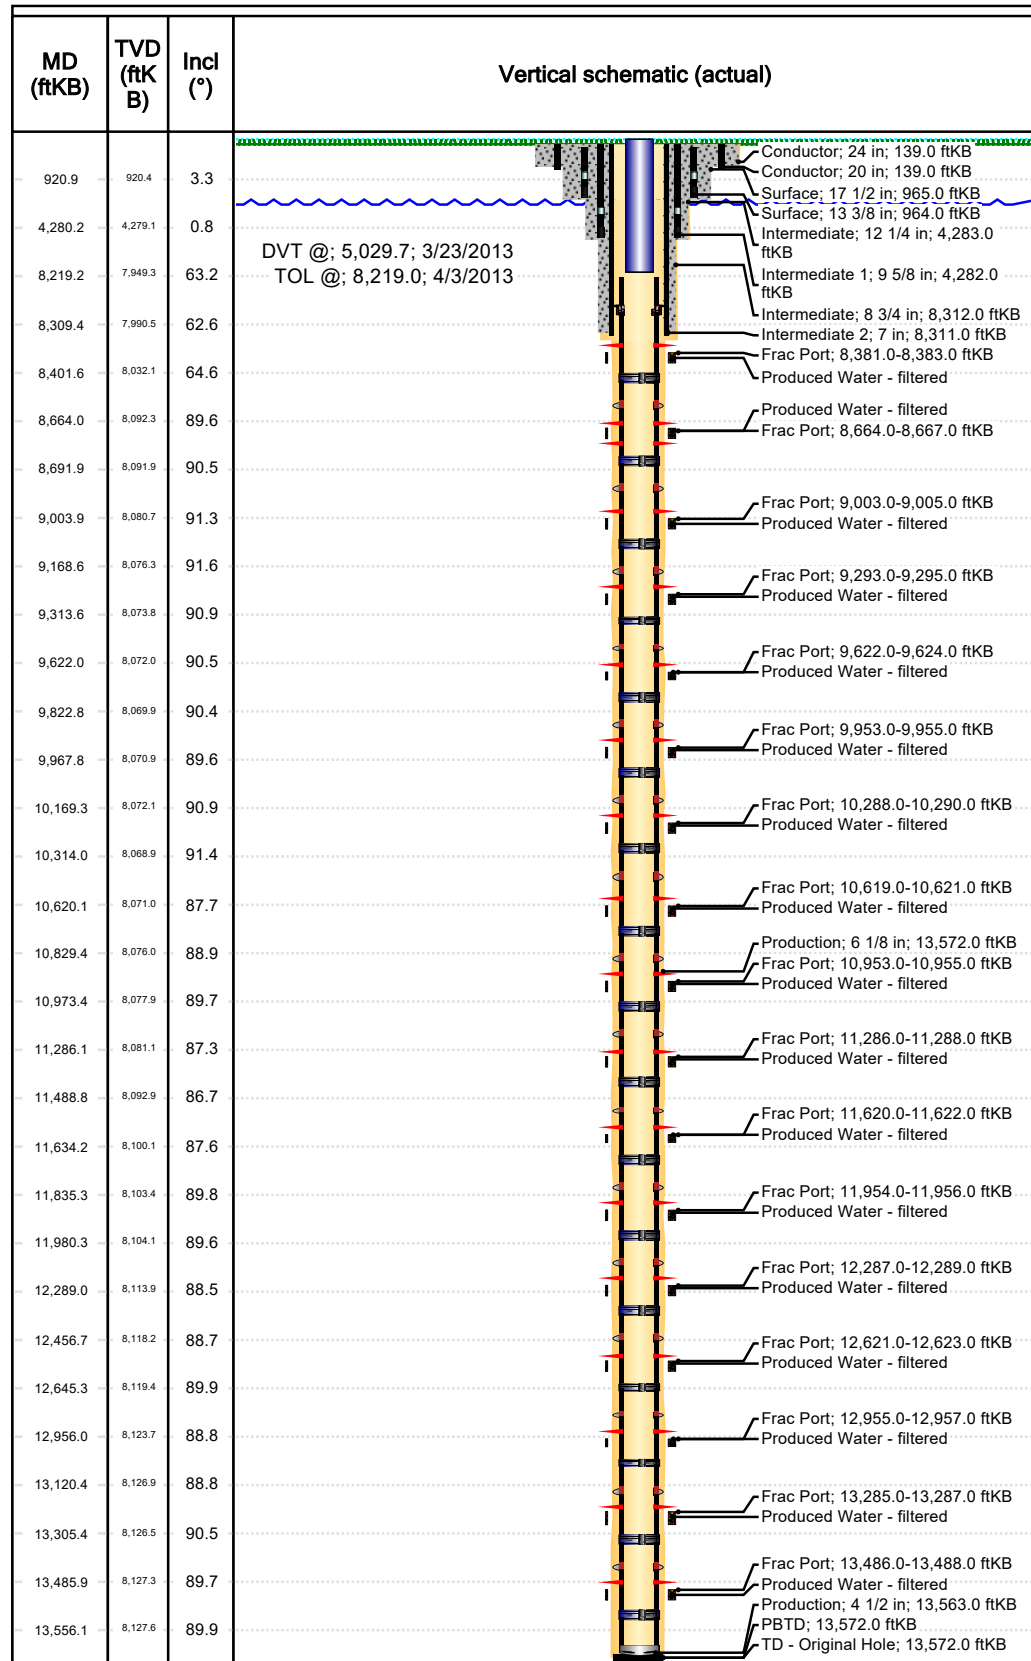 MD (ftKB)
TVD (ftK B)
Incl (°)
Vertical schematic (actual)
Conductor; 24 in; 139.0 ftKB
Conductor; 20 in; 139.0 ftKB
920.9 920.4 3.3
Surface; 17 1/2 in; 965.0 ftKB
Surface; 13 3/8 in; 964.0 ftKB
4,280.2 4,279.1 0.8
Intermediate; 12 1/4 in; 4,283.0
ftKB
DVT @; 5,029.7; 3/23/2013
8,219.2 7,949.3 63.2
TOL @; 8,219.0; 4/3/2013
Intermediate 1; 9 5/8 in; 4,282.0
ftKB
Intermediate; 8 3/4 in; 8,312.0 ftKB
8,309.4 7,990.5 62.6
Intermediate 2; 7 in; 8,311.0 ftKB
Frac Port; 8,381.0-8,383.0 ftKB
8,401.6 8,032.1 64.6
Produced Water - filtered
Produced Water - filtered
8,664.0 8,092.3 89.6
Frac Port; 8,664.0-8,667.0 ftKB
8,691.9 8,091.9 90.5
Frac Port; 9,003.0-9,005.0 ftKB
9,003.9 8,080.7 91.3
Produced Water - filtered
9,168.6 8,076.3 91.6
Frac Port; 9,293.0-9,295.0 ftKB
Produced Water - filtered
9,313.6 8,073.8 90.9
Frac Port; 9,622.0-9,624.0 ftKB
9,622.0 8,072.0 90.5
Produced Water - filtered
9,822.8 8,069.9 90.4
Frac Port; 9,953.0-9,955.0 ftKB
Produced Water - filtered
9,967.8 8,070.9 89.6
Frac Port; 10,288.0-10,290.0 ftKB
10,169.3 8,072.1 90.9
Produced Water - filtered
10,314.0 8,068.9 91.4
Frac Port; 10,619.0-10,621.0 ftKB
10,620.1 8,071.0 87.7
Produced Water - filtered
Production; 6 1/8 in; 13,572.0 ftKB
10,829.4 8,076.0 88.9
Frac Port; 10,953.0-10,955.0 ftKB
Produced Water - filtered
10,973.4 8,077.9 89.7
Frac Port; 11,286.0-11,288.0 ftKB
11,286.1 8,081.1 87.3
Produced Water - filtered
11,488.8 8,092.9 86.7
Frac Port; 11,620.0-11,622.0 ftKB
Produced Water - filtered
11,634.2 8,100.1 87.6
Frac Port; 11,954.0-11,956.0 ftKB
11,835.3 8,103.4 89.8
Produced Water - filtered
11,980.3 8,104.1 89.6
Frac Port; 12,287.0-12,289.0 ftKB
12,289.0 8,113.9 88.5
Produced Water - filtered
12,456.7 8,118.2 88.7
Frac Port; 12,621.0-12,623.0 ftKB
Produced Water - filtered
12,645.3 8,119.4 89.9
Frac Port; 12,955.0-12,957.0 ftKB
12,956.0 8,123.7 88.8
Produced Water - filtered
13,120.4 8,126.9 88.8
Frac Port; 13,285.0-13,287.0 ftKB
Produced Water - filtered
13,305.4 8,126.5 90.5
Frac Port; 13,486.0-13,488.0 ftKB
13,485.9 8,127.3 89.7
Produced Water - filtered
Production; 4 1/2 in; 13,563.0 ftKB
PBTD; 13,572.0 ftKB
13,556.1 8,127.6 89.9
TD - Original Hole; 13,572.0 ftKB